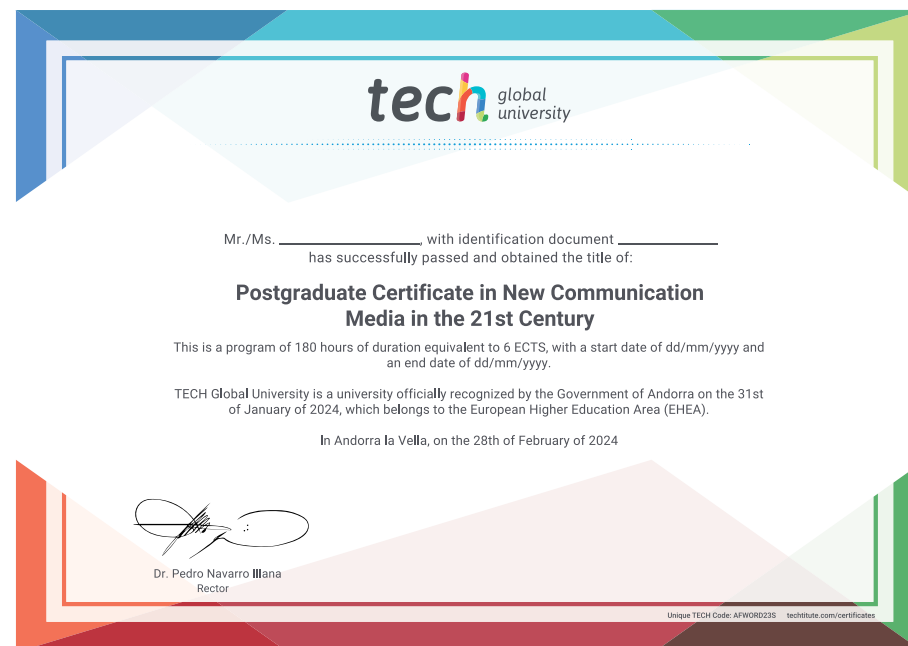 tech global
university
Mr./Ms. ____________, with identification document ____________
has successfully passed and obtained the title of:
Postgraduate Certificate in New Communication
Media in the 21st Century
This is a program of 180 hours of duration equivalent to 6 ECTS, with a start date of dd/mm/yyyy and
an end date of dd/mm/yyyy.
TECH Global University is a university officially recognized by the Government of Andorra on the 31st
of January of 2024, which belongs to the European Higher Education Area (EHEA).
In Andorra la Vella, on the 28th of February of 2024
Dr. Pedro Navarro Illana
Rector
Unique TECH Code: AFWORD23S techtitute.com/certificates